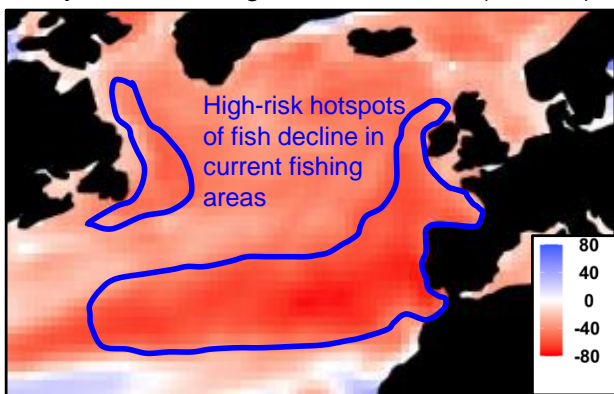 High-risk hotspots
of fish decline in
current fishing
areas
80
40
0
-40
-80